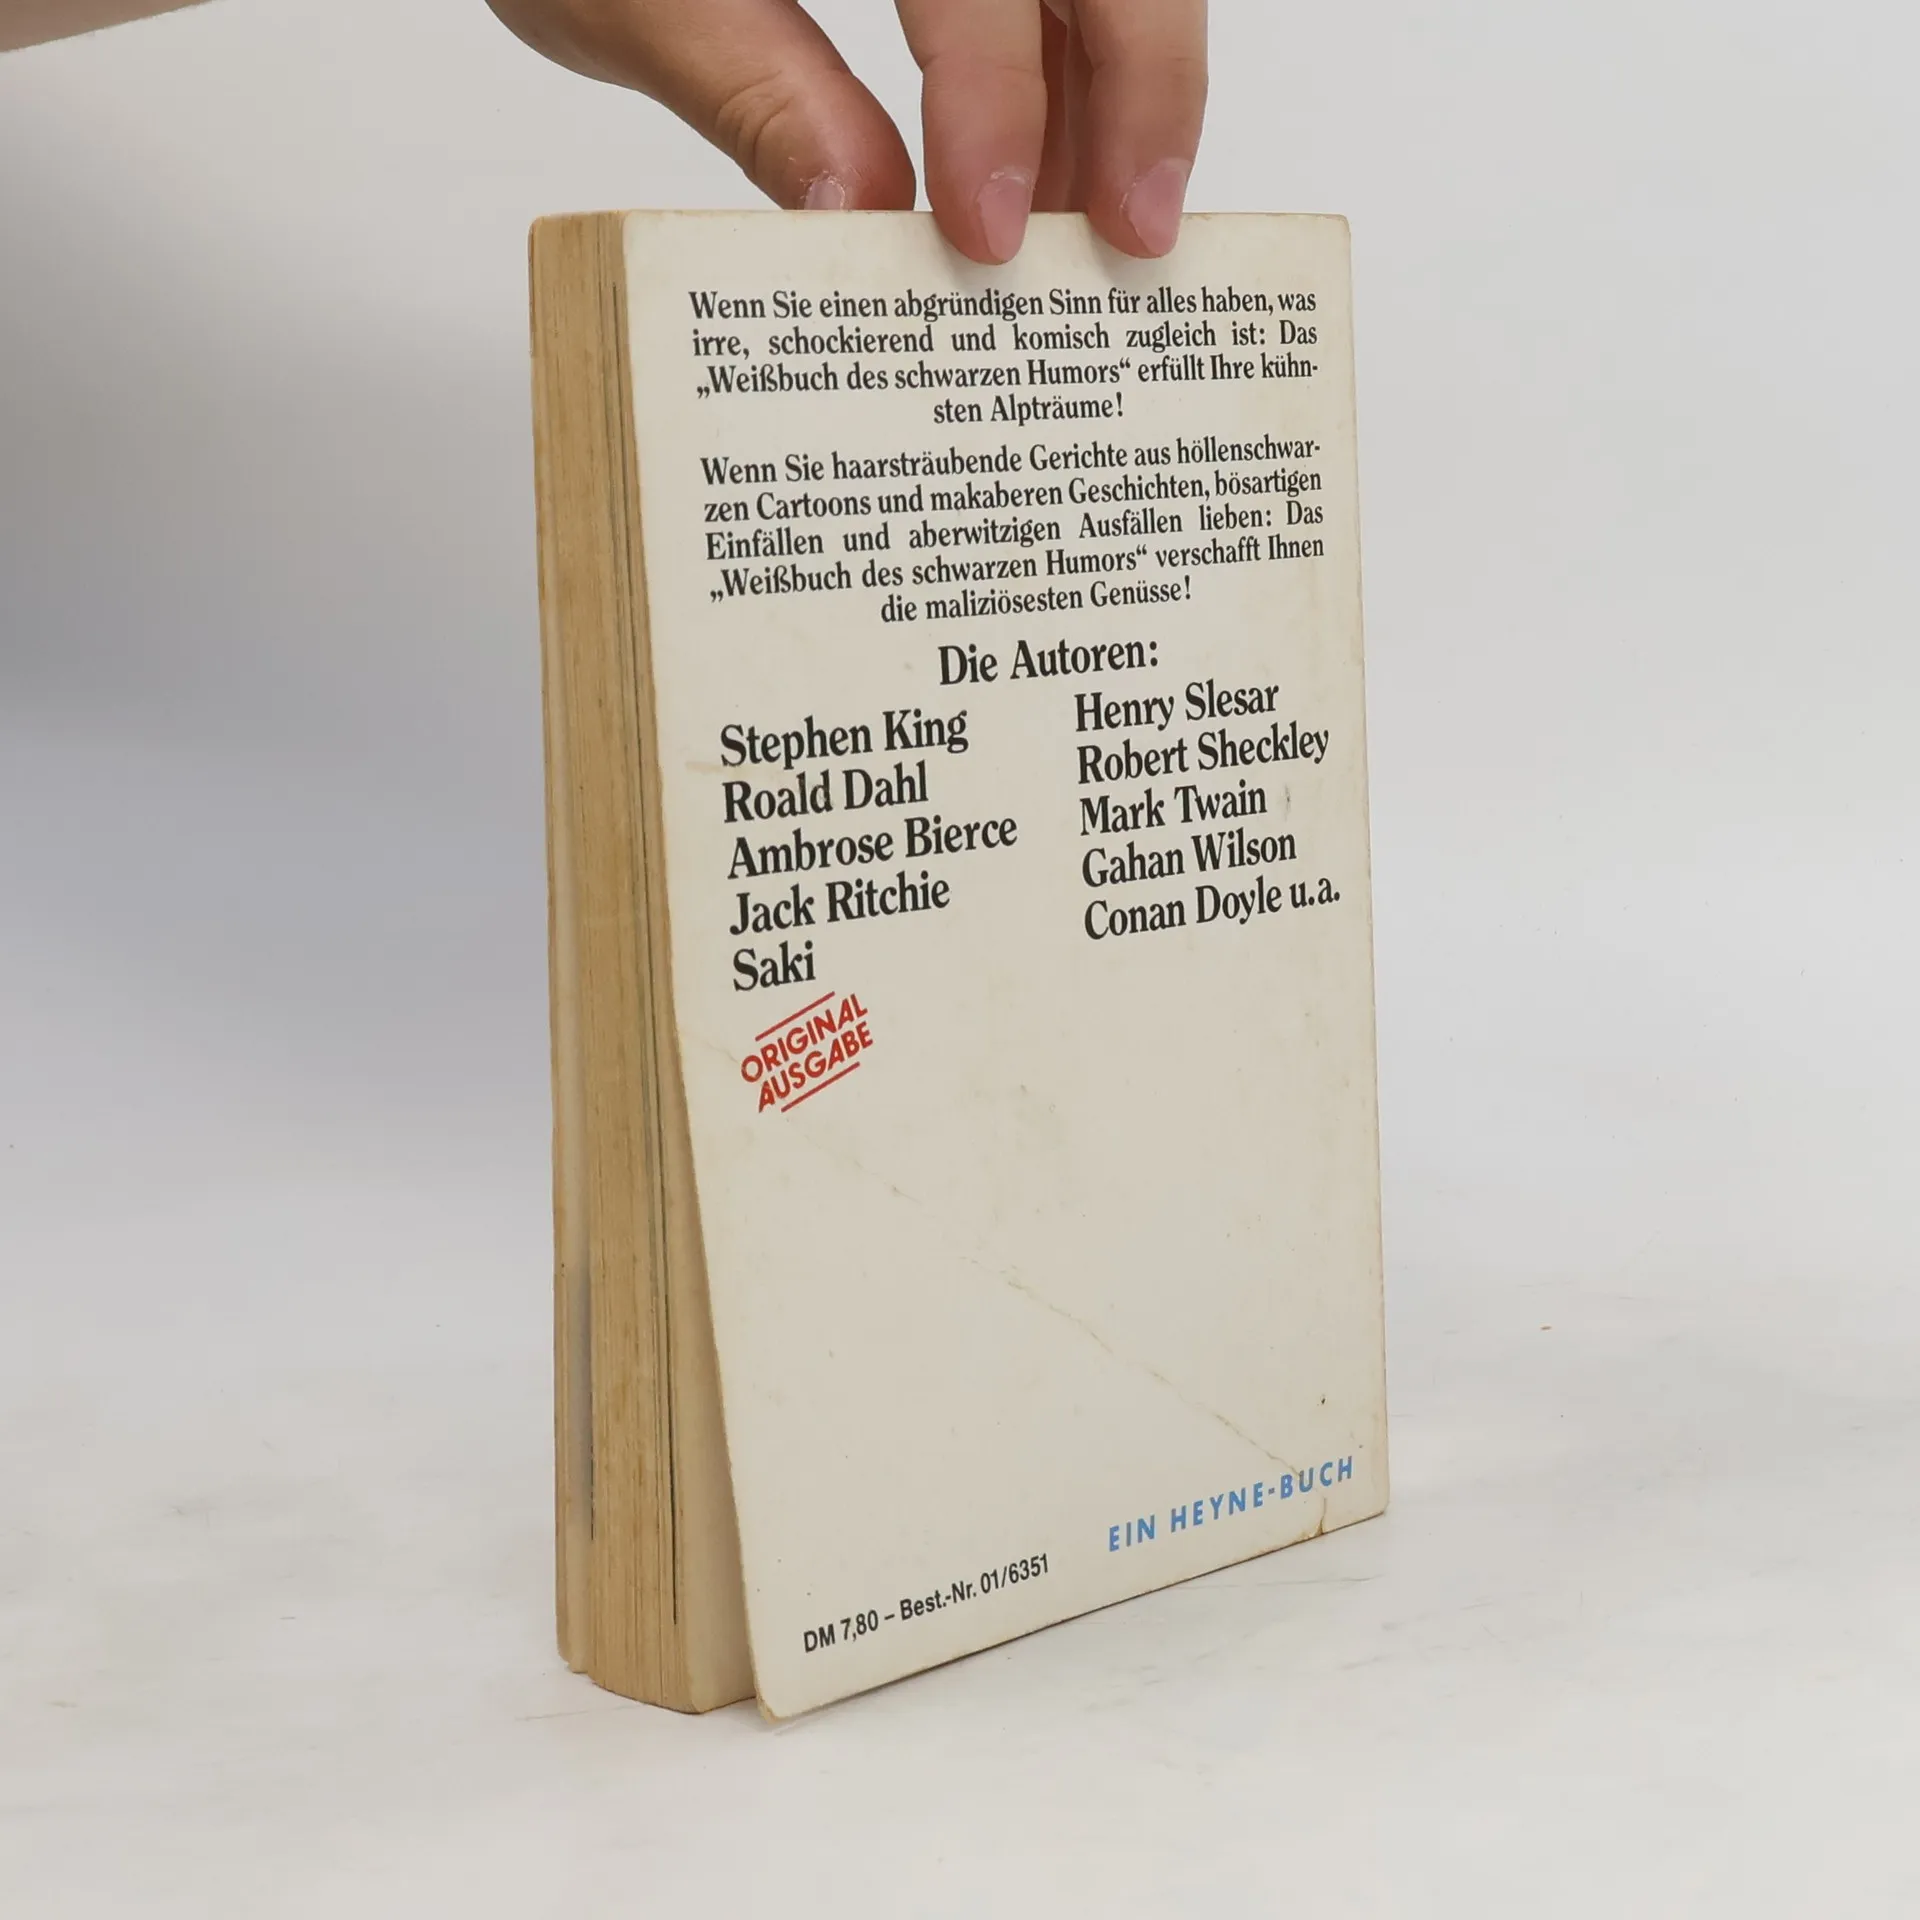 Wenn Sie einen abgründigen Sinn für alles haben, was
irre, schockierend und komisch zugleich ist: Das
„Weißbuch des schwarzen Humors“ erfüllt Ihre kühn-
sten Alpträume!
Wenn Sie haarsträubende Gerichte aus höllenschwar-
zen Cartoons und makaberen Geschichten, bösartigen
Einfällen und aberwitzigen Ausfällen lieben: Das
„Weißbuch des schwarzen Humors“ verschafft Ihnen
die maliziösesten Genüsse!
Die Autoren:
Stephen King
Roald Dahl
Ambrose Bierce
Jack Ritchie
Saki
Henry Slesar
Robert Sheckley
Mark Twain
Gahan Wilson
Conan Doyle u.a.
ORIGINAL
AUSGABE
EIN HEYNE-BUCH
DM 7,80 – Best.-Nr. 01/6351